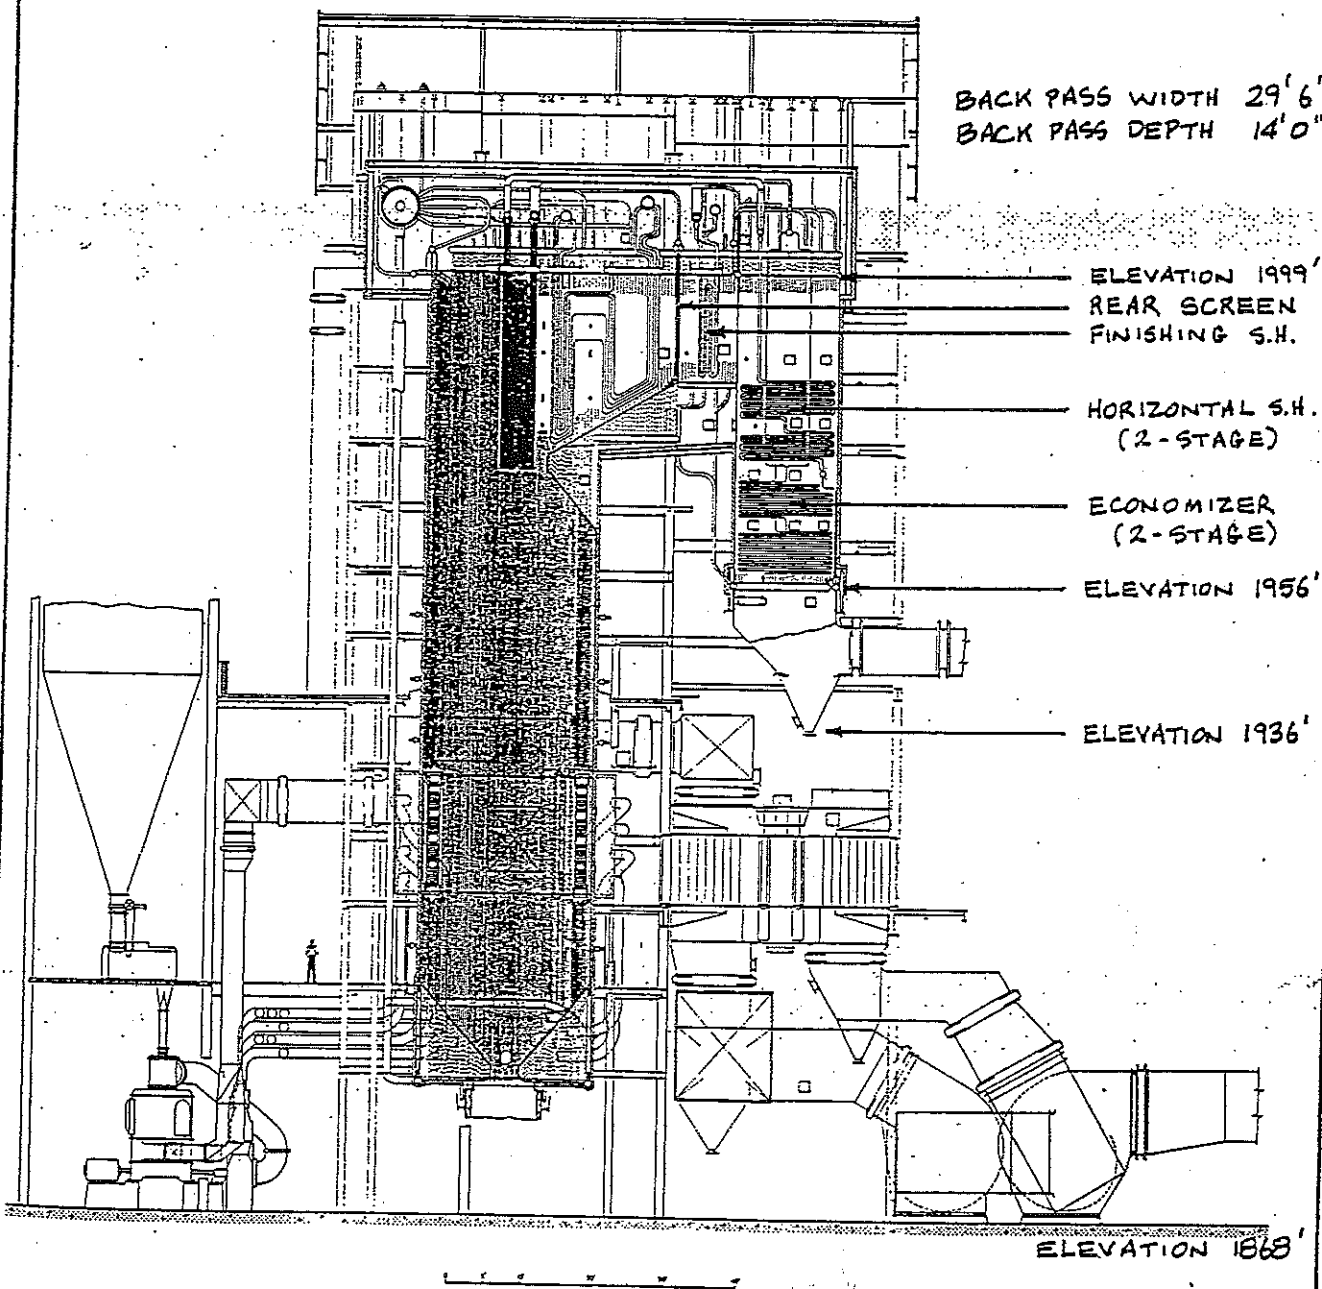 BACK PASS WIDTH 29'6"
BACK PASS DEPTH 14'0"
ELEVATION 1999'
REAR SCREEN
FINISHING S.H.
HORIZONTAL S.H.
(2-STAGE)
ECONOMIZER
(2-STAGE)
ELEVATION 1956'
ELEVATION 1936'
ELEVATION 1868'